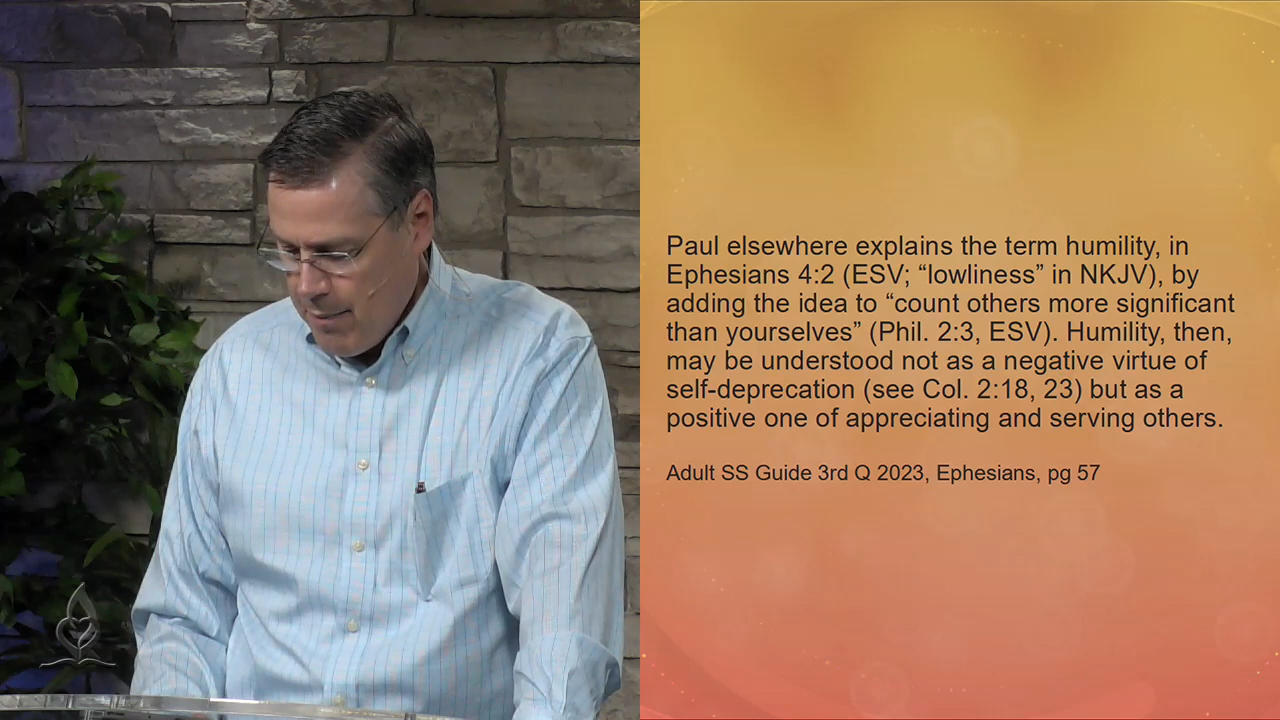 Paul elsewhere explains the term humility, in
Ephesians 4:2 (ESV; “lowliness” in NKJV), by
adding the idea to “count others more significant
than yourselves” (Phil. 2:3, ESV). Humility, then,
may be understood not as a negative virtue of
self-deprecation (see Col. 2:18, 23) but as a
positive one of appreciating and serving others.
Adult SS Guide 3rd Q 2023, Ephesians, pg 57